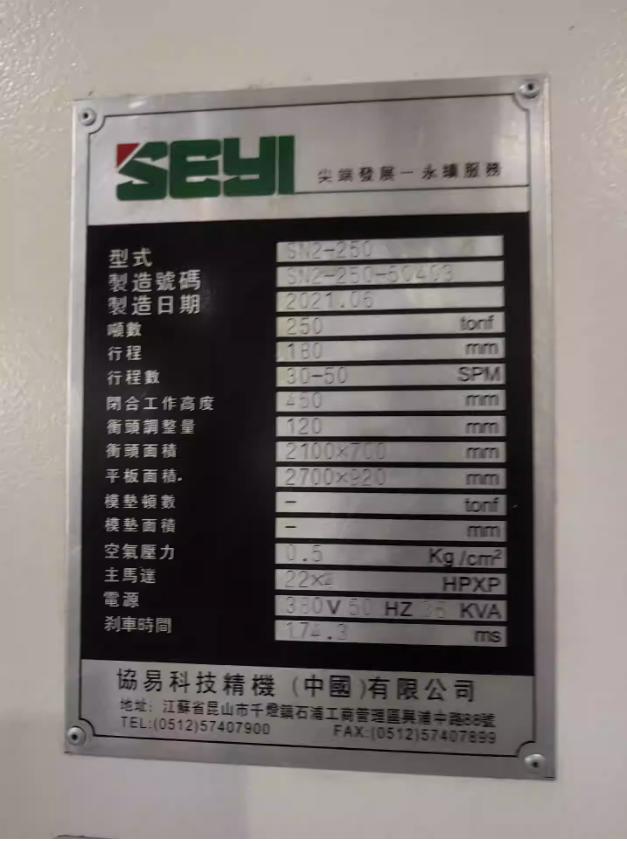 SEYI
尖端發展一永續服務
型式 SN2-250
製造號碼 SN2-250-50403
製造日期 2021.06
噸數 250 tonf
行程 180 mm
行程數 30-50 SPM
閉合工作高度 450 mm
衝頭調整量 120 mm
衝頭面積 2100×700 mm
平板面積. 2700×920 mm
模墊頓數 - tonf
模墊面積 - mm
空氣壓力 0.5 Kg/cm²
主馬達 22×4 HPXP
電源 380V 50 HZ KVA
剎車時間 174.3 ms
協易科技精機(中國)有限公司
地址: 江蘇省昆山市千燈鎮石浦工商管理區興浦中路88號
TEL:(0512)57407900 FAX:(0512)57407899